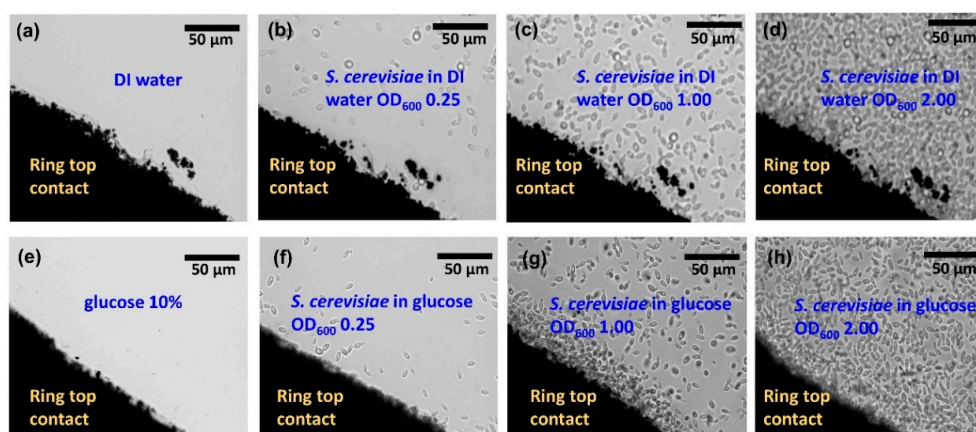 (a)
50 µm
DI water
Ring top
contact
(b)
50 µm
S. cerevisiae in DI
water OD600 0.25
Ring top
contact
(c)
50 µm
S. cerevisiae in DI
water OD600 1.00
Ring top
contact
(d)
50 µm
S. cerevisiae in DI
water OD600 2.00
Ring top
contact
(e)
50 µm
glucose 10%
Ring top
contact
(f)
50 µm
S. cerevisiae in glucose
OD600 0.25
Ring top
contact
(g)
50 µm
S. cerevisiae in glucose
OD600 1.00
Ring top
contact
(h)
50 µm
S. cerevisiae in glucose
OD600 2.00
Ring top
contact